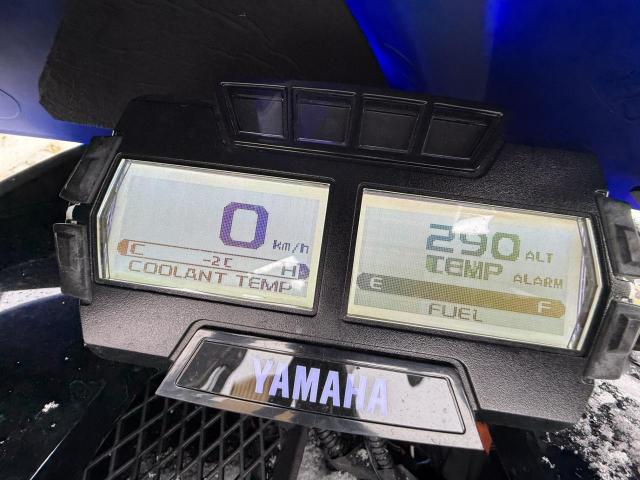 0 km/h
C -2C H
COOLANT TEMP
290 ALT
TEMP ALARM
E F
FUEL
YAMAHA